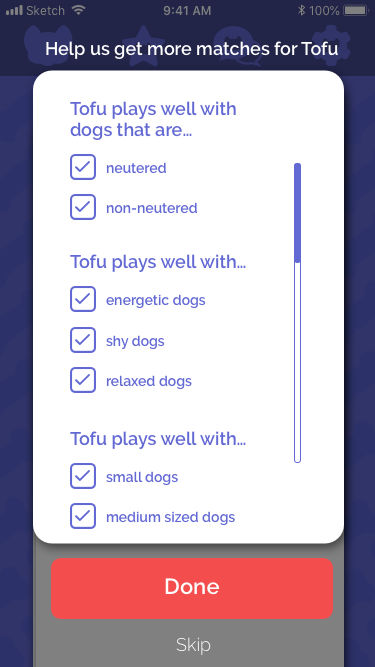 Sketch 9:41 AM 100%
Help us get more matches for Tofu
Tofu plays well with
dogs that are...
neutered
non-neutered
Tofu plays well with...
energetic dogs
shy dogs
relaxed dogs
Tofu plays well with...
small dogs
medium sized dogs
Done
Skip